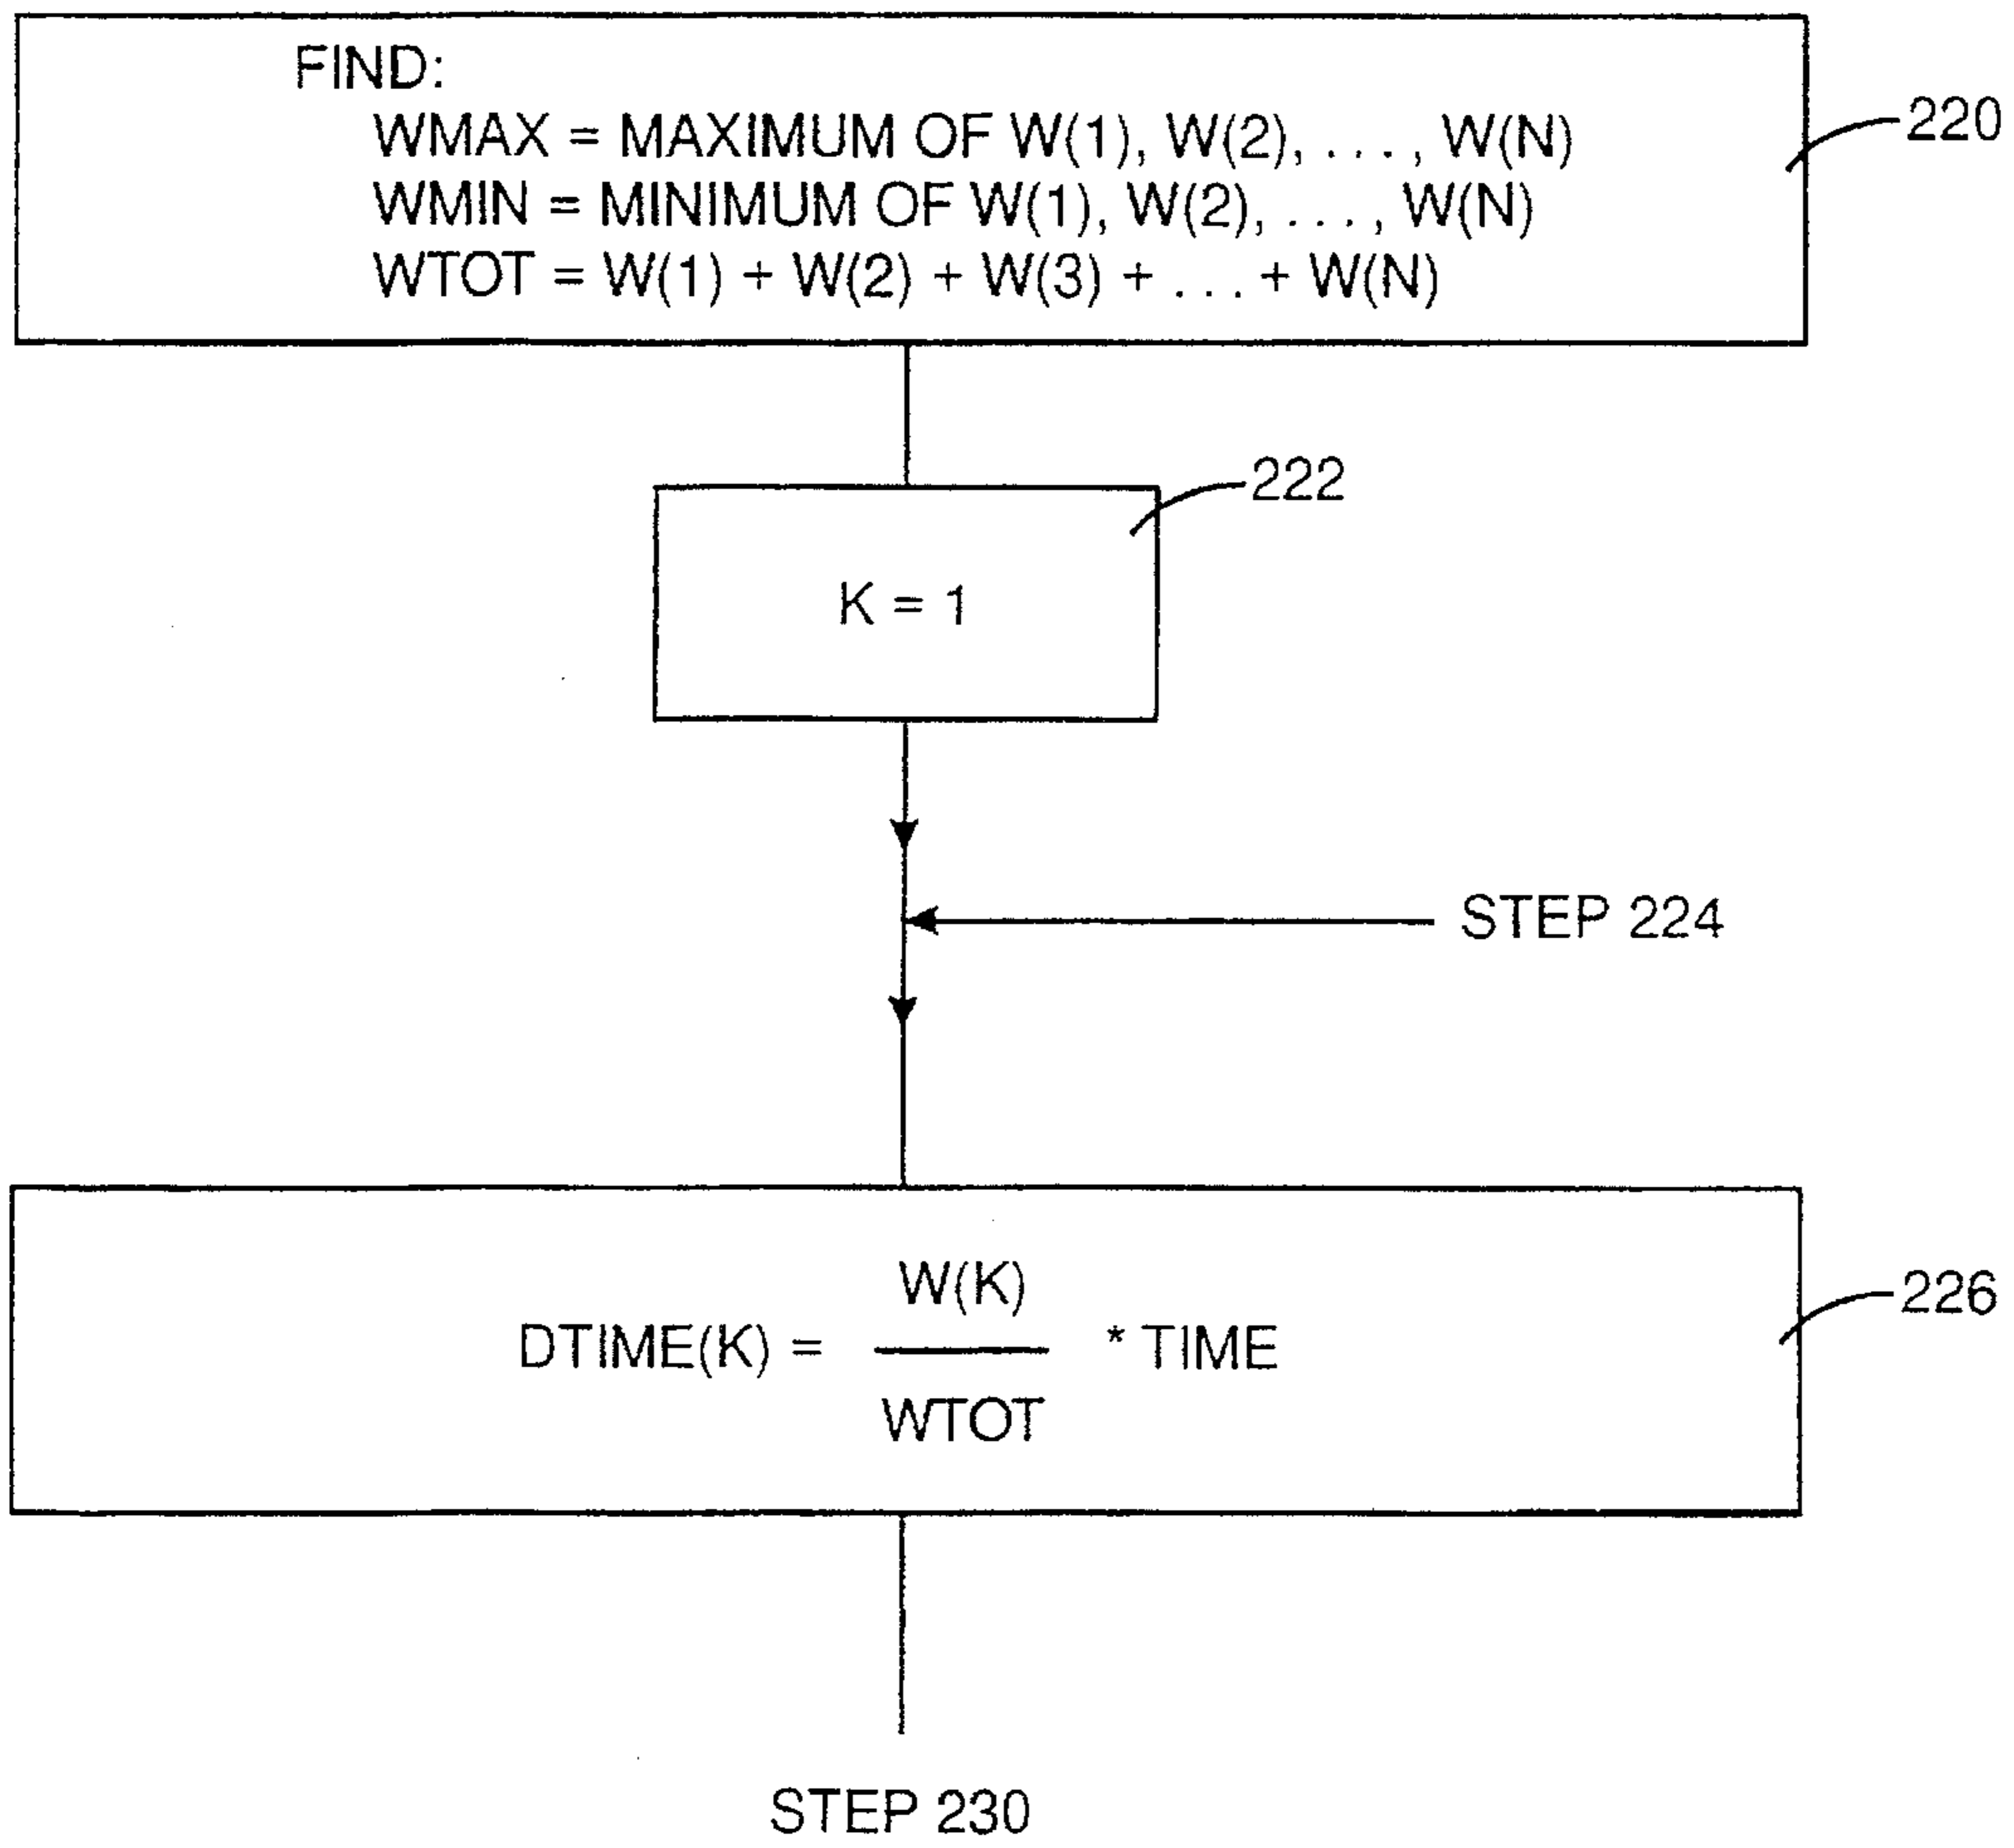 FIND:
WMAX = MAXIMUM OF W(1), W(2), . . . , W(N)
220
WMIN = MINIMUM OF W(1), W(2), . . . , W(N)
WTOT = W(1) + W(2) + W(3) + . . . + W(N)
222
K = 1
STEP 224
226
W(K)
DTIME(K) = * TIME
WTOT
STEP 230